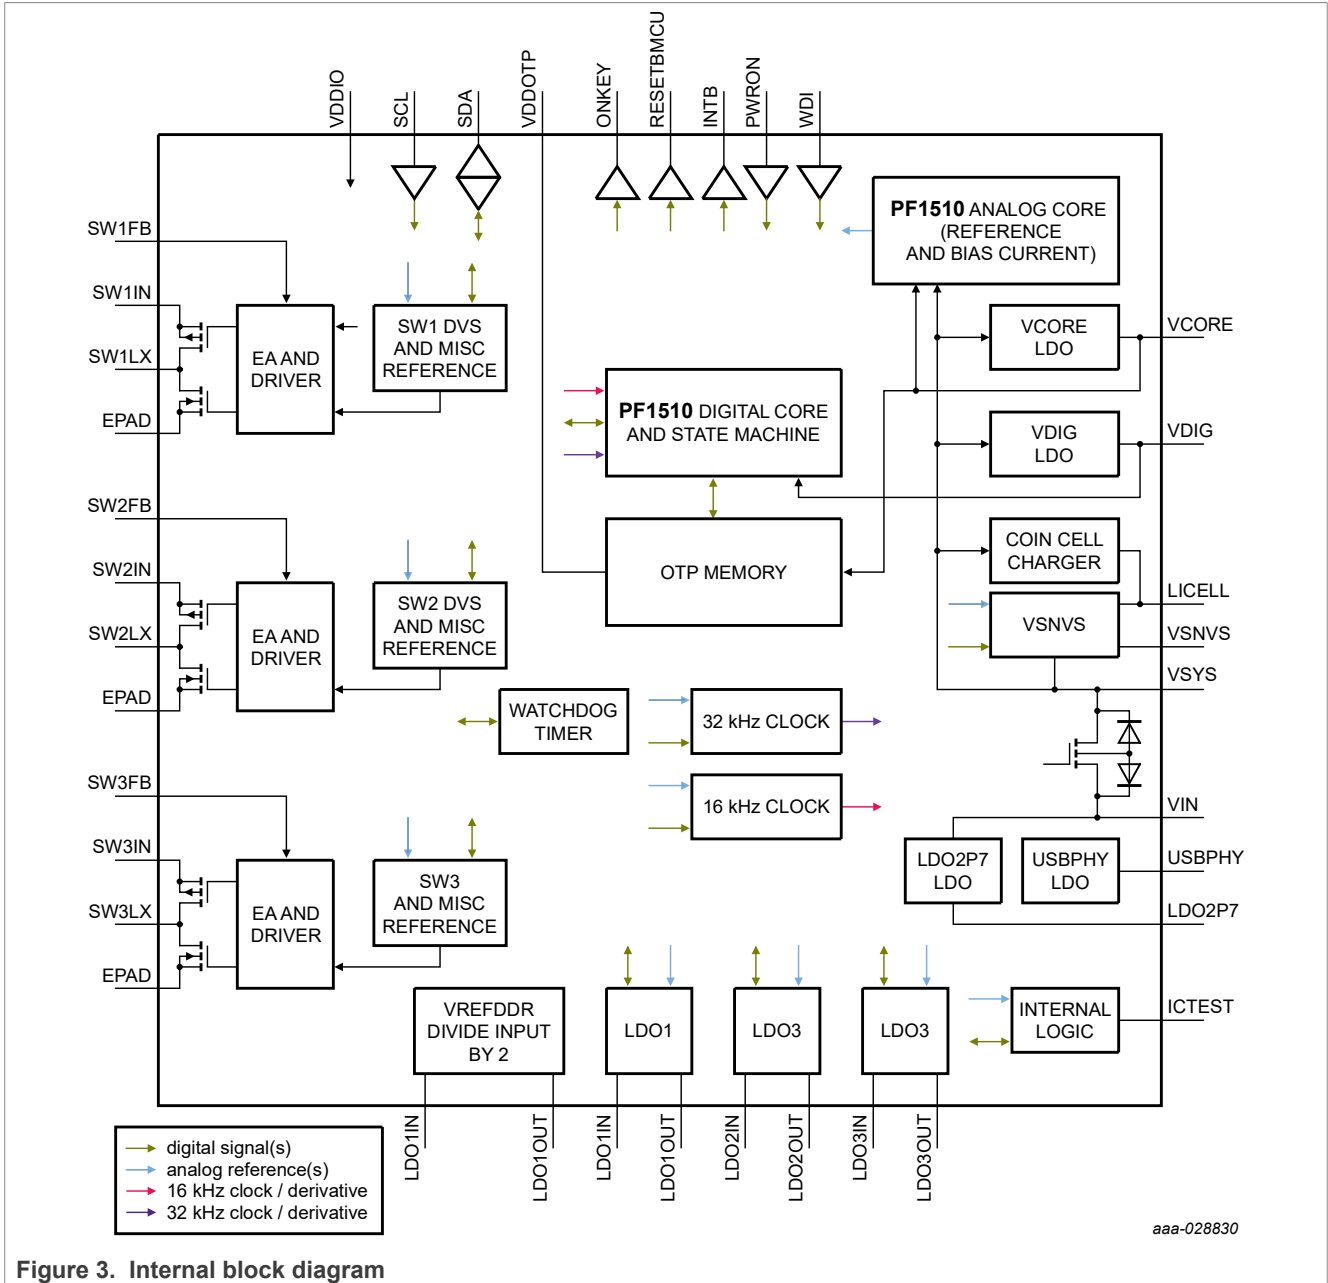 VDDIO
SCL
SDA
VDDOTP
ONKEY
RESETBMCU
INTB
PWRON
WDI
SW1FB
SW1IN
SW1LX
EPAD
EA AND
DRIVER
SW1 DVS
AND MISC
REFERENCE
PF1510 ANALOG CORE
(REFERENCE
AND BIAS CURRENT)
VCORE
LDO
VCORE
PF1510 DIGITAL CORE
AND STATE MACHINE
VDIG
LDO
VDIG
SW2FB
SW2IN
SW2LX
EPAD
EA AND
DRIVER
SW2 DVS
AND MISC
REFERENCE
OTP MEMORY
COIN CELL
CHARGER
LICELL
VSNVS
VSNVS
VSYS
WATCHDOG
TIMER
32 kHz CLOCK
16 kHz CLOCK
VIN
SW3FB
SW3IN
SW3LX
EPAD
EA AND
DRIVER
SW3
AND MISC
REFERENCE
LDO2P7
LDO
USBPHY
LDO
USBPHY
LDO2P7
VREFDDR
DIVIDE INPUT
BY 2
LDO1
LDO3
LDO3
INTERNAL
LOGIC
ICTEST
LDO1IN
LDO1OUT
LDO1IN
LDO1OUT
LDO2IN
LDO2OUT
LDO3IN
LDO3OUT
digital signal(s)
analog reference(s)
16 kHz clock / derivative
32 kHz clock / derivative
aaa-028830
Figure 3. Internal block diagram